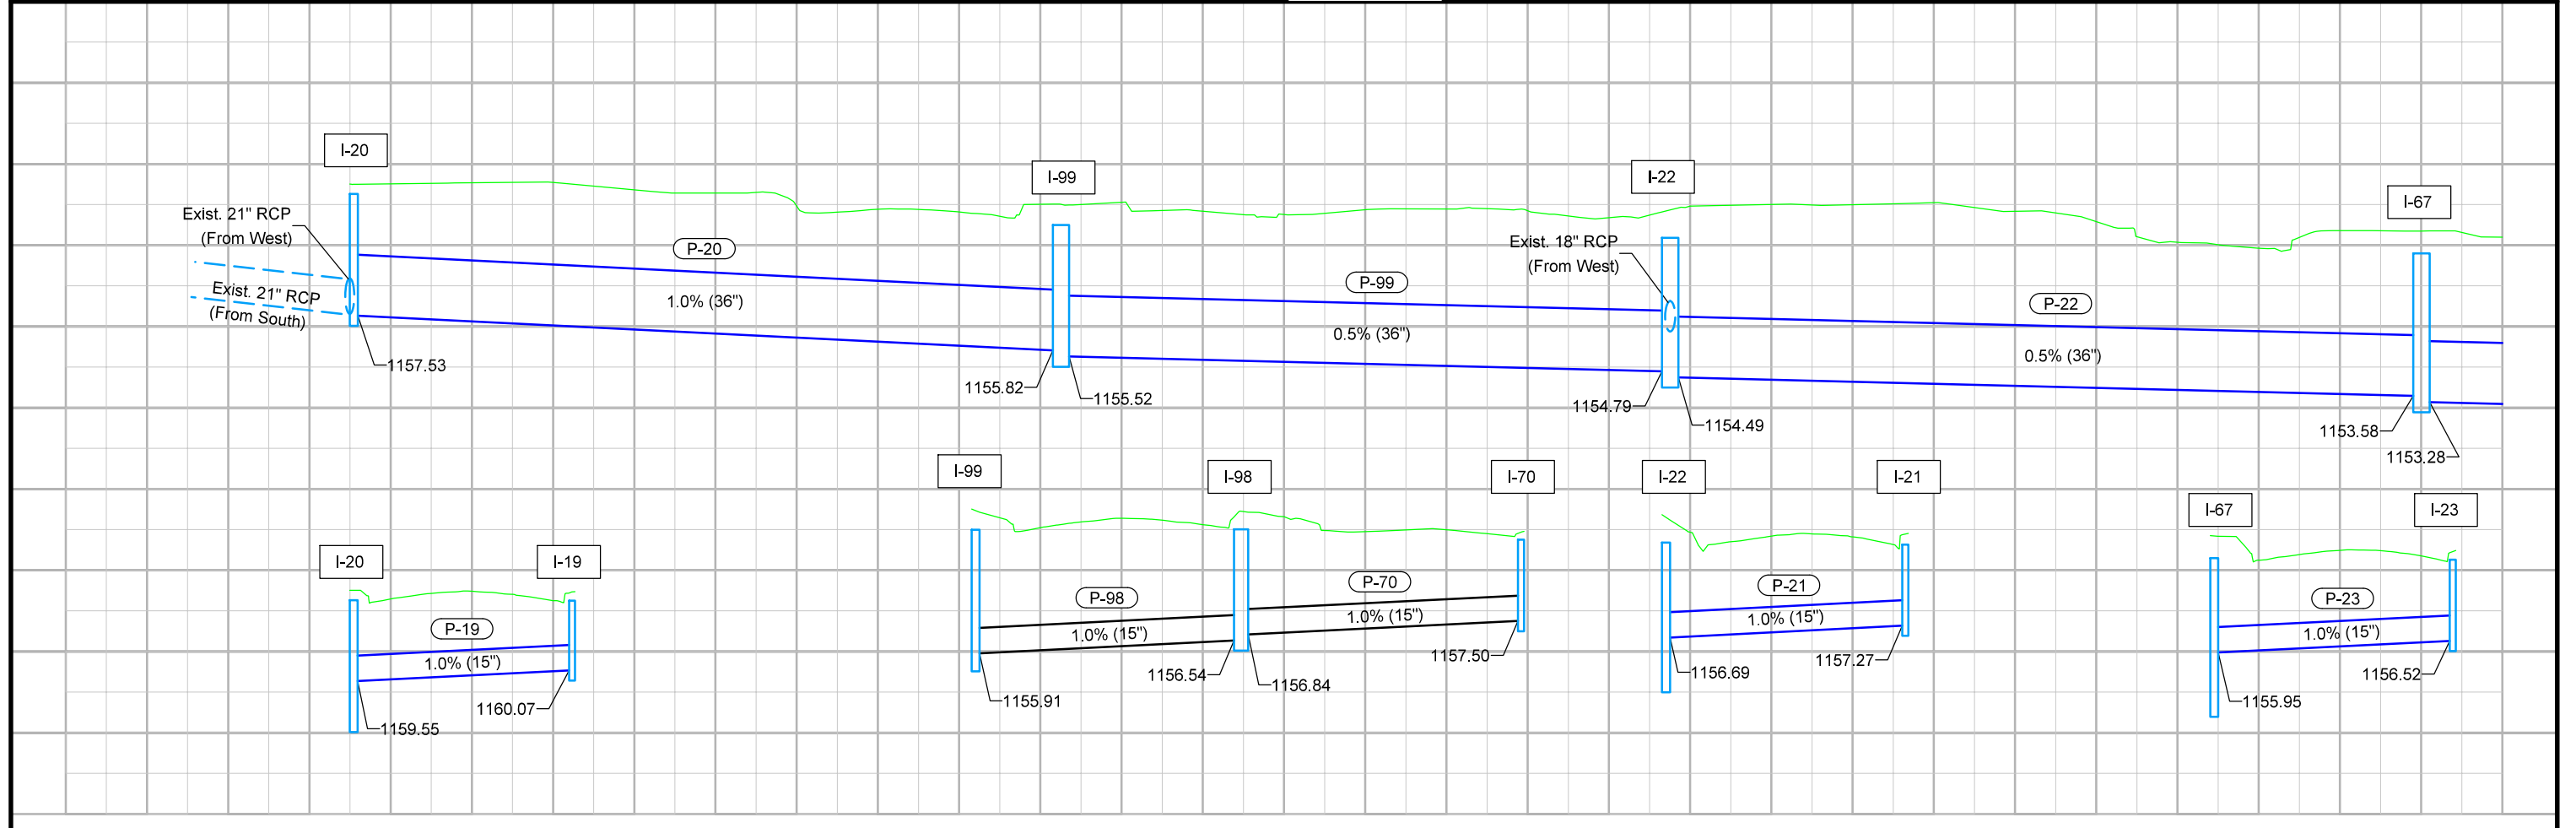 I-20
I-99
I-22
I-67
Exist. 21" RCP
(From West)
P-20
1.0% (36")
Exist. 21" RCP
(From South)
1157.53
1155.82
1155.52
P-99
0.5% (36")
Exist. 18" RCP
(From West)
1154.79
1154.49
P-22
0.5% (36")
1153.58
1153.28
I-20
I-19
P-19
1.0% (15")
1159.55
1160.07
I-99
I-98
I-70
P-98
1.0% (15")
P-70
1.0% (15")
1155.91
1156.54
1156.84
1157.50
I-22
I-21
P-21
1.0% (15")
1156.69
1157.27
I-67
I-23
P-23
1.0% (15")
1155.95
1156.52